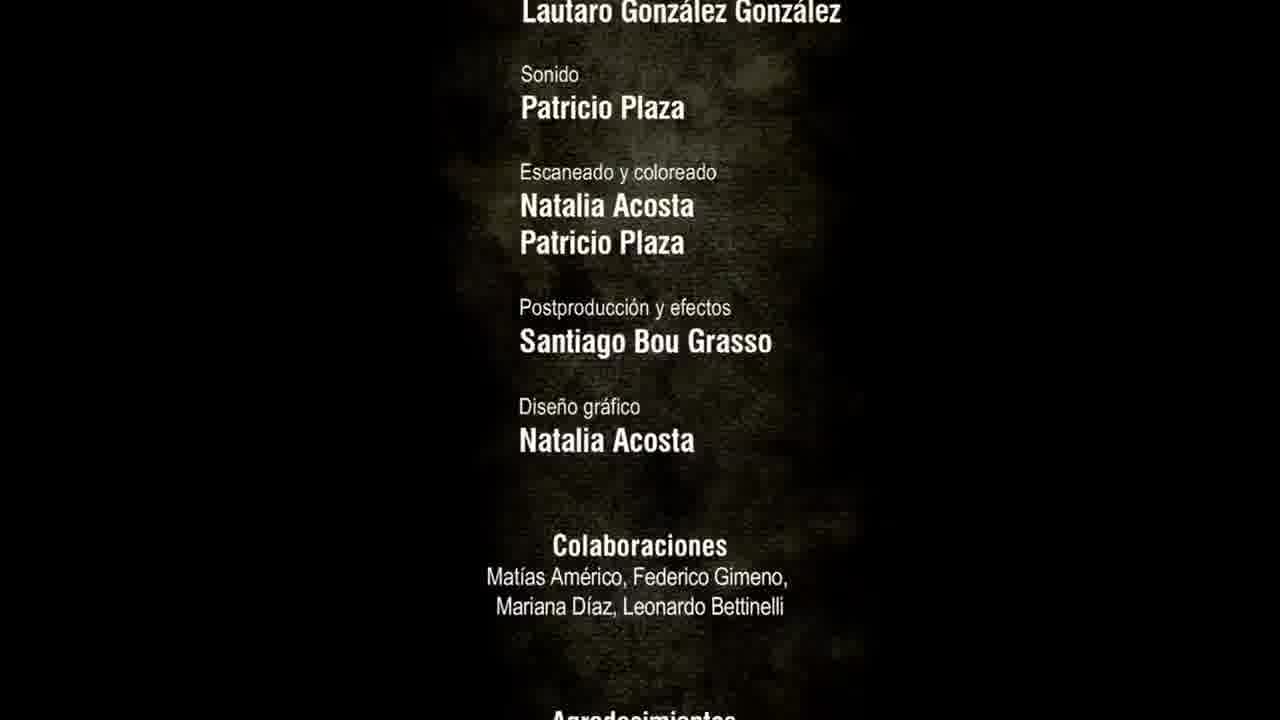 Lautaro González González
Sonido
Patricio Plaza
Escaneado y coloreado
Natalia Acosta
Patricio Plaza
Postproducción y efectos
Santiago Bou Grasso
Diseño gráfico
Natalia Acosta
Colaboraciones
Matías Américo, Federico Gimeno,
Mariana Díaz, Leonardo Bettinelli
Agradecimientos